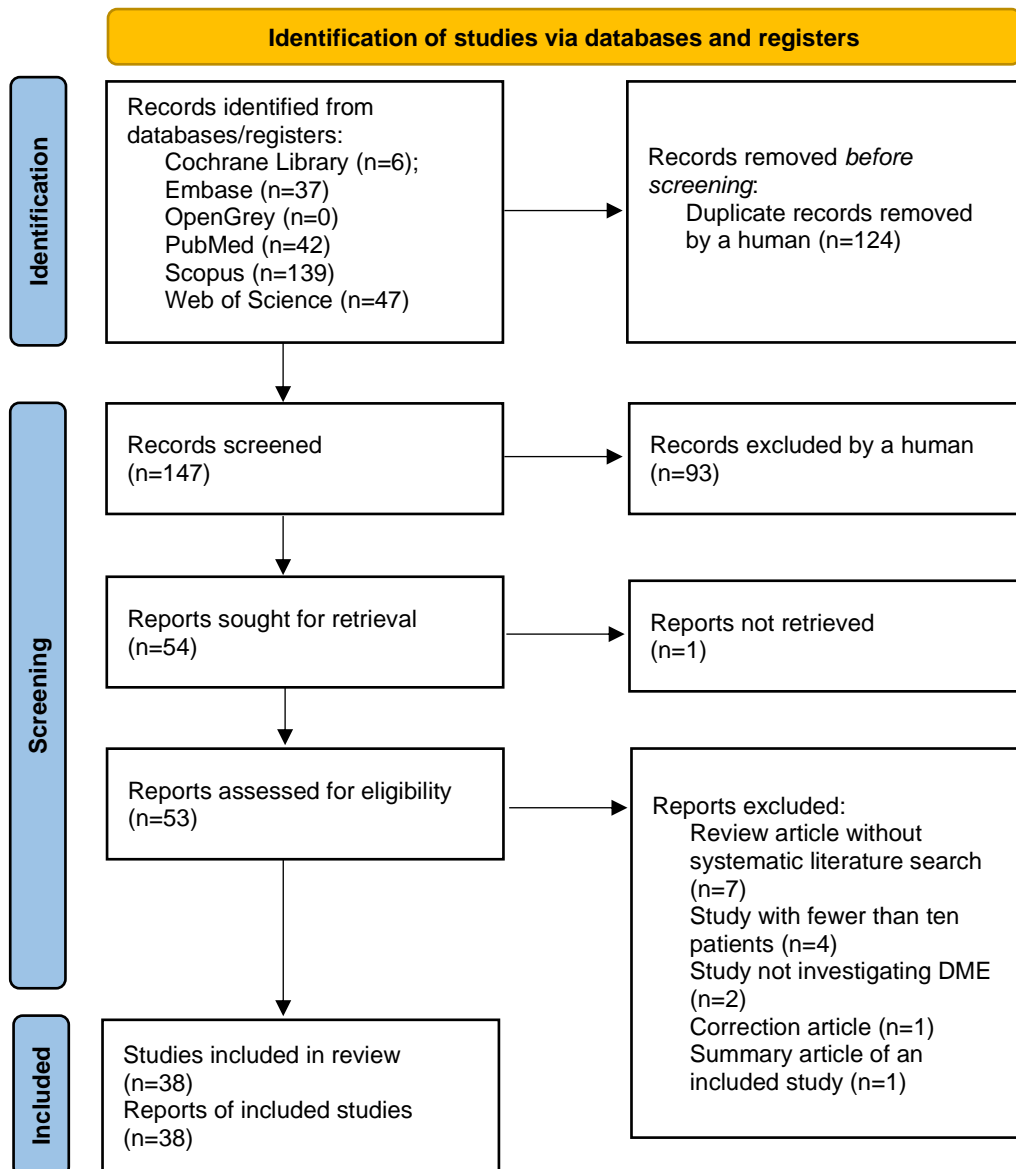 Identification of studies via databases and registers
Identification
Records identified from
databases/registers:
Cochrane Library (n=6);
Embase (n=37)
OpenGrey (n=0)
PubMed (n=42)
Scopus (n=139)
Web of Science (n=47)
Records removed before
screening:
Duplicate records removed
by a human (n=124)
Screening
Records screened
(n=147)
Records excluded by a human
(n=93)
Reports sought for retrieval
(n=54)
Reports not retrieved
(n=1)
Reports assessed for eligibility
(n=53)
Reports excluded:
Review article without
systematic literature search
(n=7)
Study with fewer than ten
patients (n=4)
Study not investigating DME
(n=2)
Correction article (n=1)
Summary article of an
included study (n=1)
Included
Studies included in review
(n=38)
Reports of included studies
(n=38)